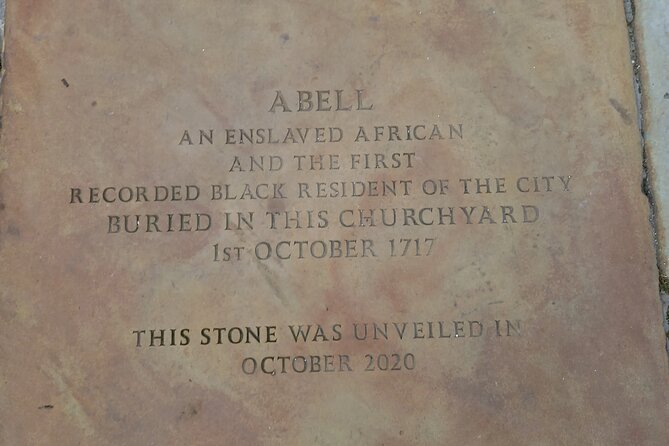 ABELL
AN ENSLAVED AFRICAN
AND THE FIRST
RECORDED BLACK RESIDENT OF THE CITY
BURIED IN THIS CHURCHYARD
1ST OCTOBER 1717
THIS STONE WAS UNVEILED IN
OCTOBER 2020